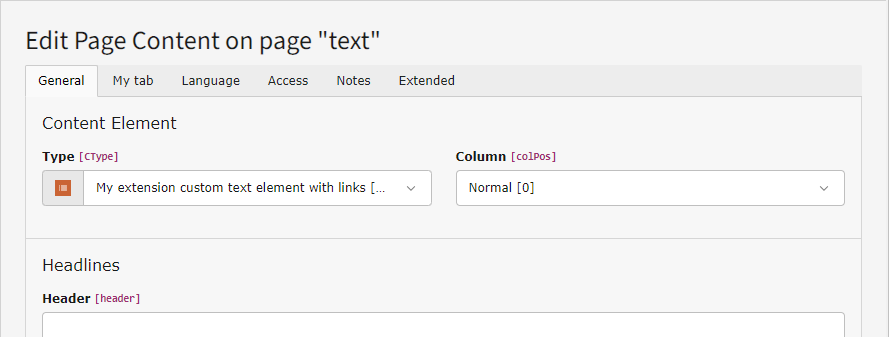 Edit Page Content on page "text"
General My tab Language Access Notes Extended
Content Element
Type [CType] Column [colPos]
My extension custom text element with links [... Normal [0]
Headlines
Header [header]